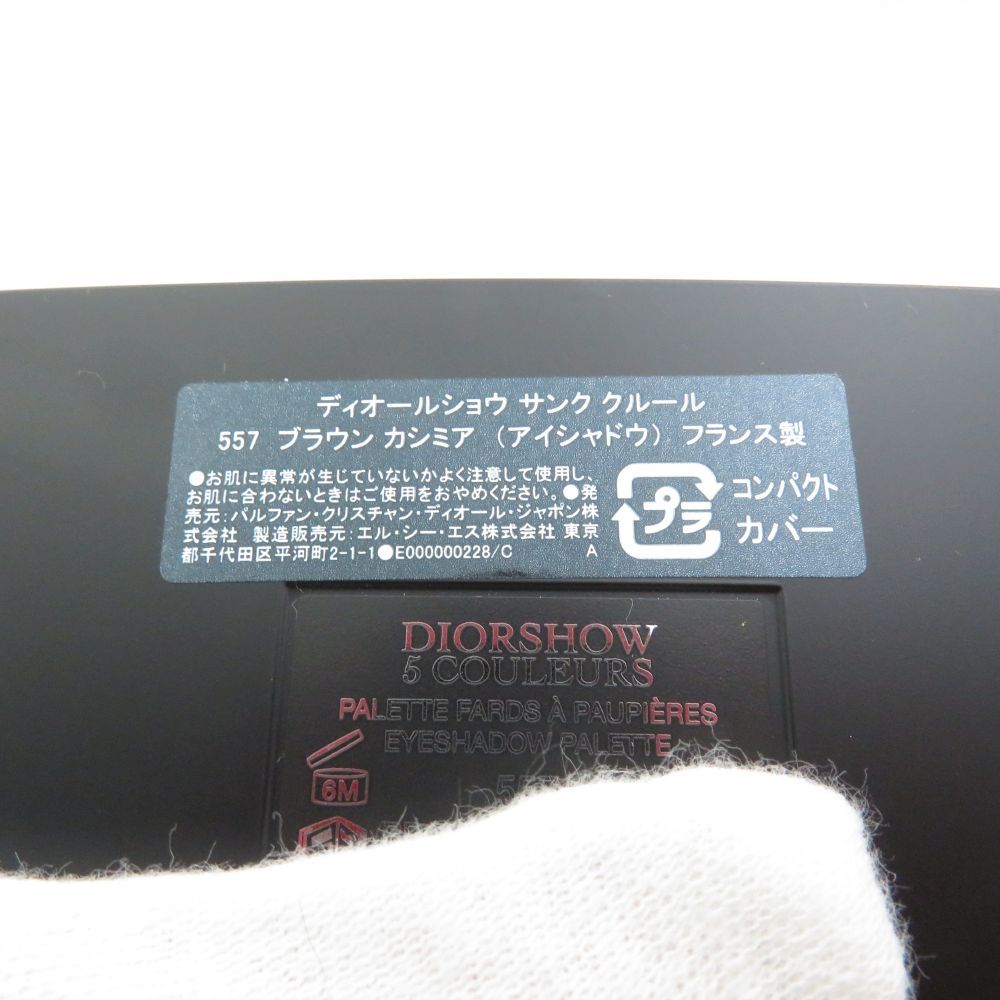 ディオールショウ サンク クルール
557 ブラウン カシミア (アイシャドウ) フランス製
●お肌に異常が生じていないかよく注意して使用し、
お肌に合わないときはご使用をおやめください。●発
売元:パルファン・クリスチャン・ディオール・ジャポン株
式会社 製造販売元:エル・シー・エス株式会社 東京
都千代田区平河町2-1-1●E000000228/C A
プラ
コンパクト
カバー
DIORSHOW
5 COULEURS
PALETTE FARDS À PAUPIÈRES
EYESHADOW PALETTE
6M